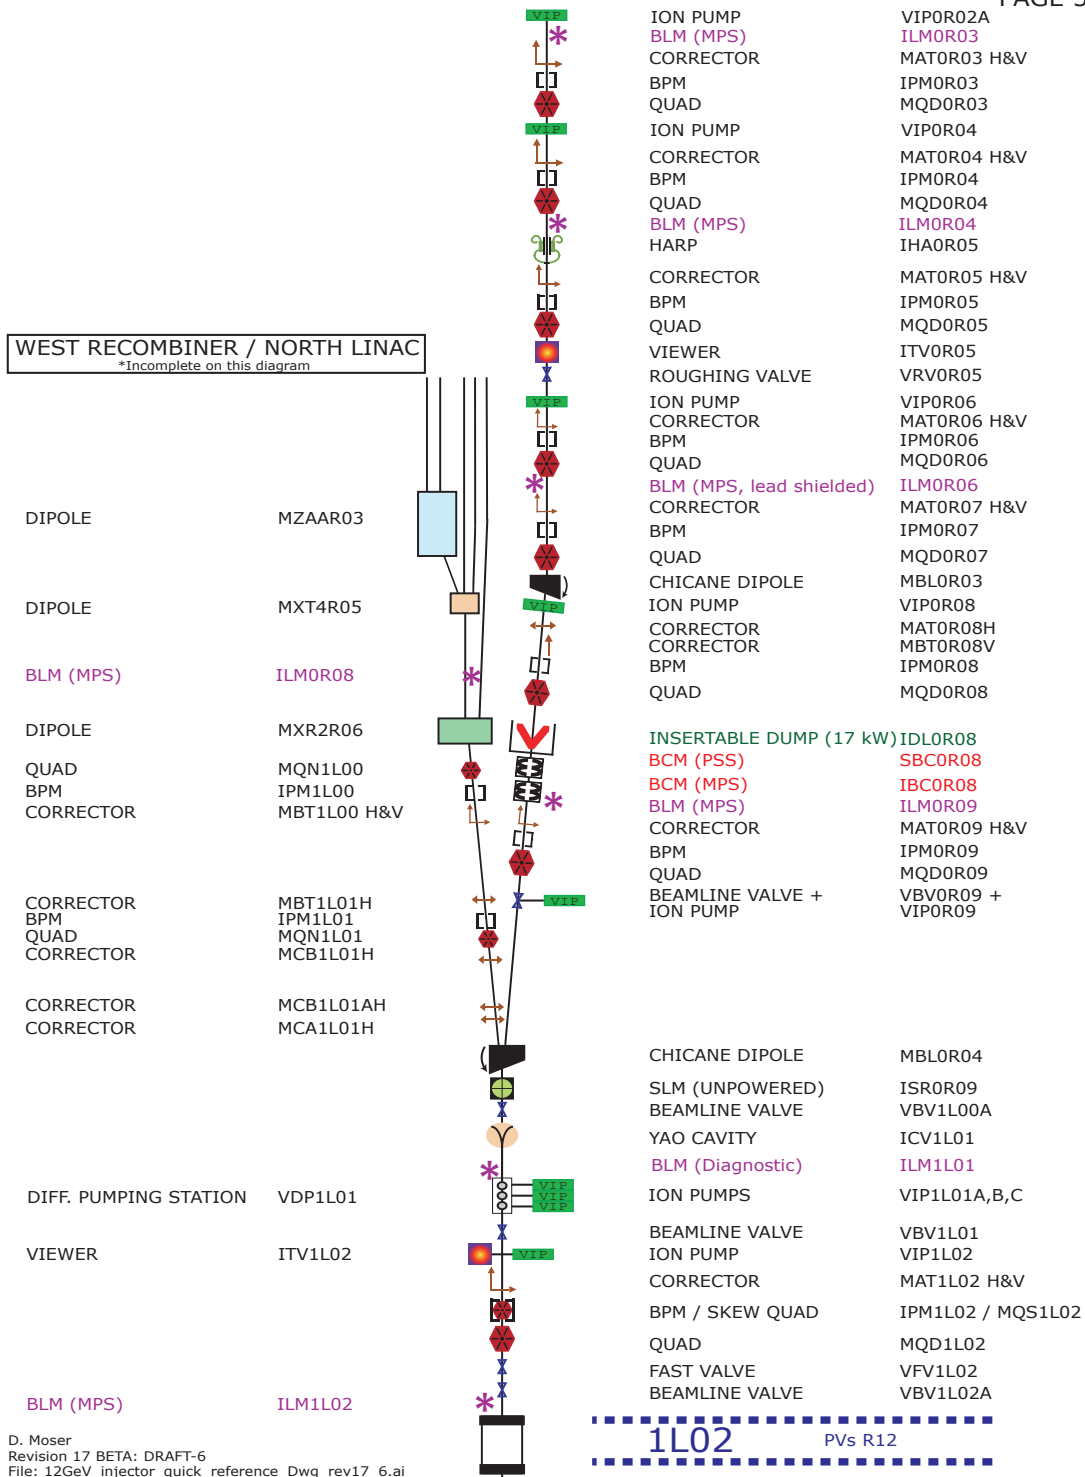 PAGE 3
VIP ION PUMP VIP0R02A
BLM (MPS) ILM0R03
CORRECTOR MAT0R03 H&V
BPM IPM0R03
QUAD MQD0R03
VIP ION PUMP VIP0R04
CORRECTOR MAT0R04 H&V
BPM IPM0R04
QUAD MQD0R04
BLM (MPS) ILM0R04
HARP IHA0R05
CORRECTOR MAT0R05 H&V
BPM IPM0R05
QUAD MQD0R05
WEST RECOMBINER / NORTH LINAC
*Incomplete on this diagram
VIEWER ITV0R05
ROUGHING VALVE VRV0R05
VIP ION PUMP VIP0R06
CORRECTOR MAT0R06 H&V
BPM IPM0R06
QUAD MQD0R06
BLM (MPS, lead shielded) ILM0R06
CORRECTOR MAT0R07 H&V
DIPOLE MZAAR03
BPM IPM0R07
QUAD MQD0R07
CHICANE DIPOLE MBL0R03
DIPOLE MXT4R05
VIP ION PUMP VIP0R08
CORRECTOR MAT0R08H
CORRECTOR MBT0R08V
BPM IPM0R08
BLM (MPS) ILM0R08
QUAD MQD0R08
DIPOLE MXR2R06
INSERTABLE DUMP (17 kW) IDL0R08
BCM (PSS) SBC0R08
QUAD MQN1L00
BCM (MPS) IBC0R08
BPM IPM1L00
BLM (MPS) ILM0R09
CORRECTOR MBT1L00 H&V
CORRECTOR MAT0R09 H&V
BPM IPM0R09
QUAD MQD0R09
BEAMLINE VALVE + VBV0R09 +
VIP ION PUMP VIP0R09
CORRECTOR MBT1L01H
BPM IPM1L01
QUAD MQN1L01
CORRECTOR MCB1L01H
CORRECTOR MCB1L01AH
CORRECTOR MCA1L01H
CHICANE DIPOLE MBL0R04
SLM (UNPOWERED) ISR0R09
BEAMLINE VALVE VBV1L00A
YAO CAVITY ICV1L01
BLM (Diagnostic) ILM1L01
VIP
DIFF. PUMPING STATION VDP1L01 VIP ION PUMPS VIP1L01A,B,C
VIP
BEAMLINE VALVE VBV1L01
VIEWER ITV1L02 VIP ION PUMP VIP1L02
CORRECTOR MAT1L02 H&V
BPM / SKEW QUAD IPM1L02 / MQS1L02
QUAD MQD1L02
FAST VALVE VFV1L02
BEAMLINE VALVE VBV1L02A
BLM (MPS) ILM1L02
1L02 PVs R12
D. Moser
Revision 17 BETA: DRAFT-6
File: 12GeV_injector_quick_reference_Dwg_rev17_6.ai